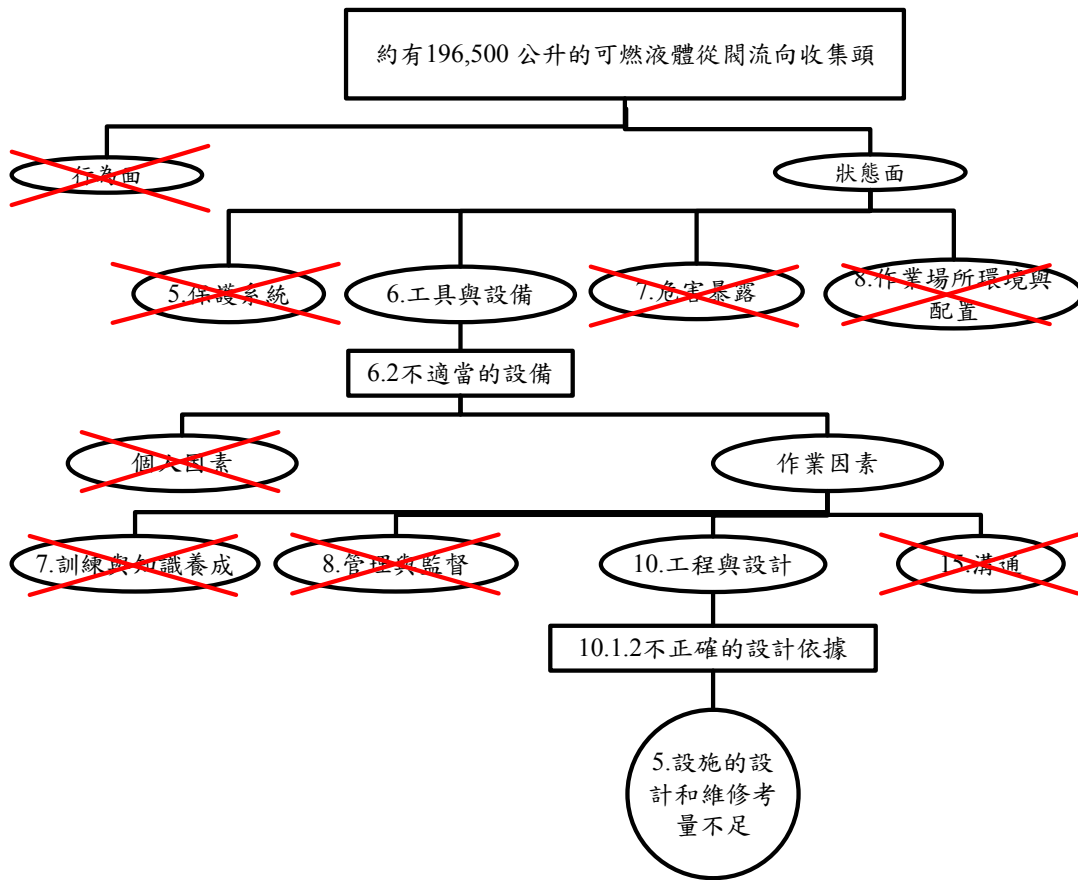 約有196,500 公升的可燃液體從閥流向收集頭
行為面
狀態面
5.保護系統
6.工具與設備
7.危害暴露
8.作業場所環境與
配置
6.2不適當的設備
個人因素
作業因素
7.訓練與知識養成
8.管理與監督
10.工程與設計
15.溝通
10.1.2不正確的設計依據
5.設施的設
計和維修考
量不足